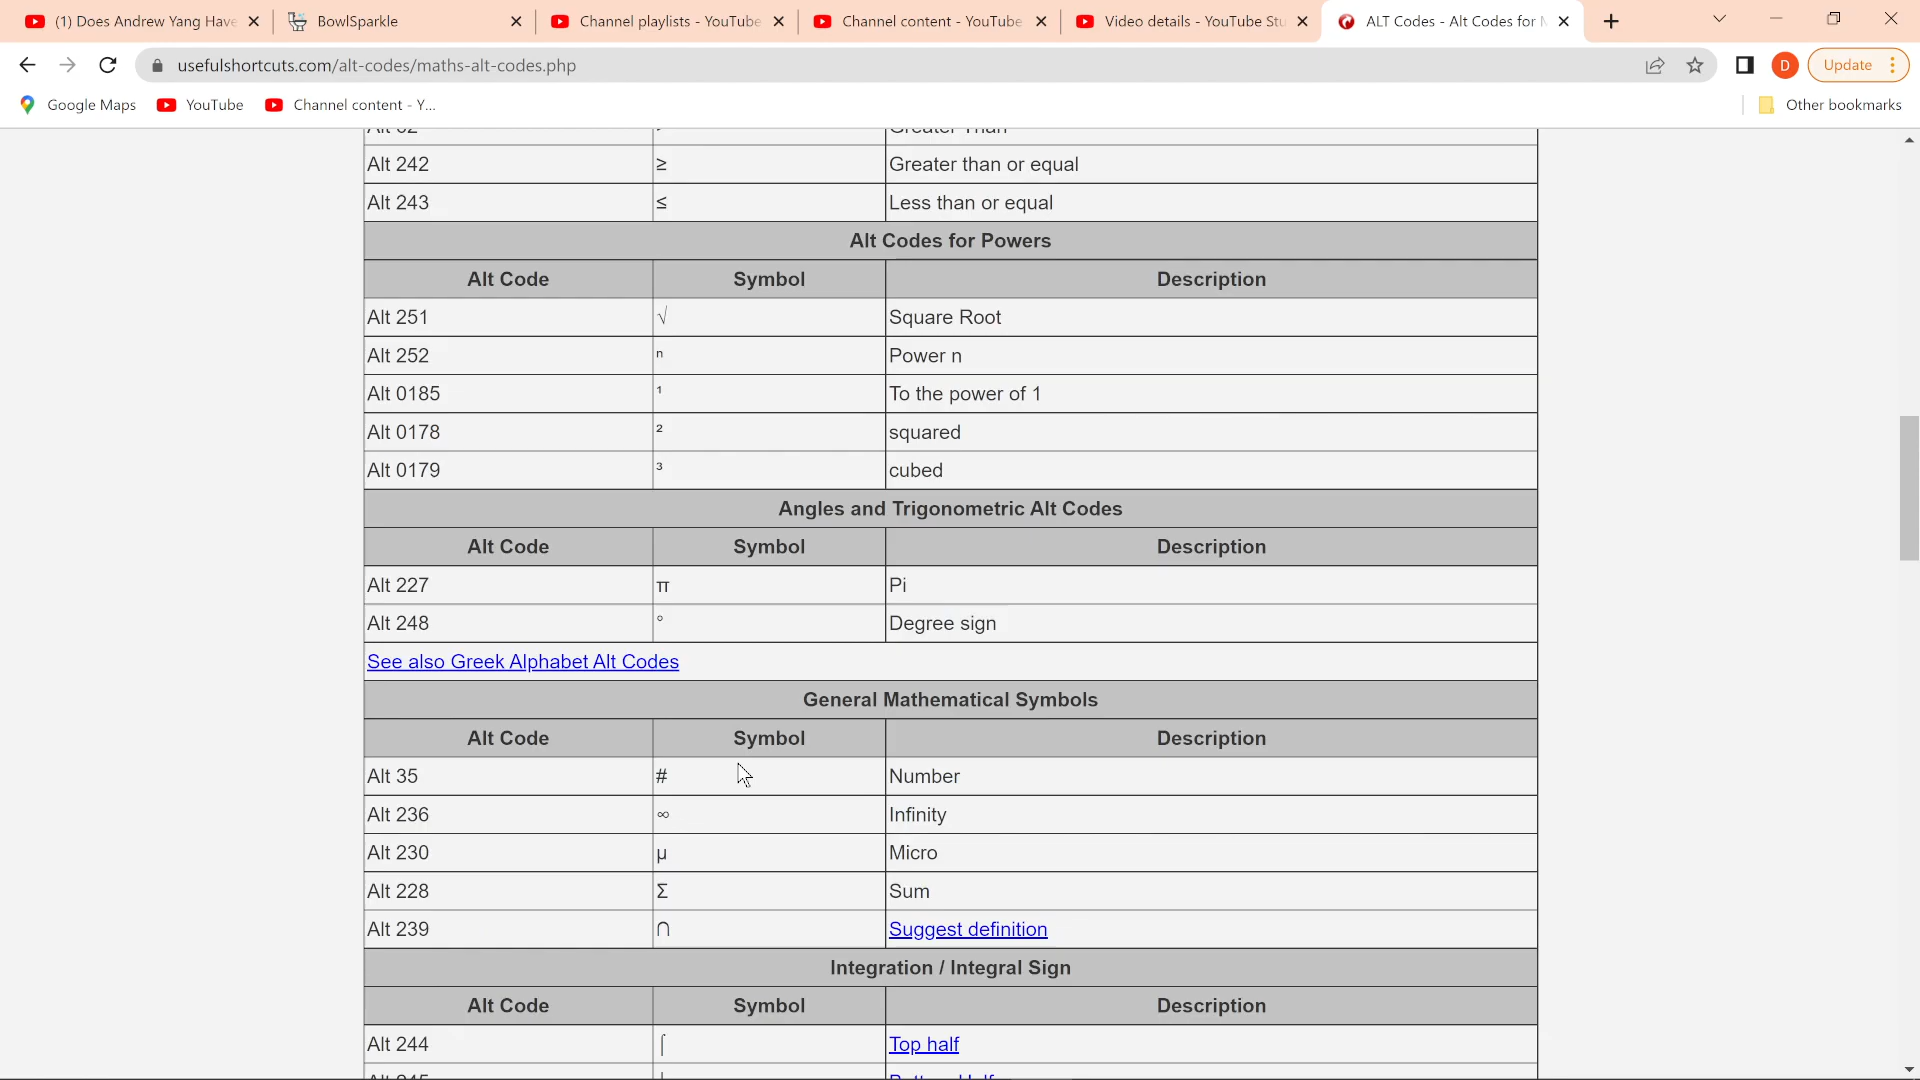 (1) Does Andrew Yang Have
BowlSparkle
Channel playlists - YouTube
Channel content - YouTube
Video details - YouTube Stu
ALT Codes - Alt Codes for M
usefulshortcuts.com/alt-codes/maths-alt-codes.php
D
Update
Google Maps
YouTube
Channel content - Y...
Other bookmarks
Alt 62 > Greater Than
Alt 242 ≥ Greater than or equal
Alt 243 ≤ Less than or equal
Alt Codes for Powers
Alt Code Symbol Description
Alt 251 √ Square Root
Alt 252 ⁿ Power n
Alt 0185 ¹ To the power of 1
Alt 0178 ² squared
Alt 0179 ³ cubed
Angles and Trigonometric Alt Codes
Alt Code Symbol Description
Alt 227 π Pi
Alt 248 ° Degree sign
See also Greek Alphabet Alt Codes
General Mathematical Symbols
Alt Code Symbol Description
Alt 35 # Number
Alt 236 ∞ Infinity
Alt 230 µ Micro
Alt 228 Σ Sum
Alt 239 ∩ Suggest definition
Integration / Integral Sign
Alt Code Symbol Description
Alt 244 ⌠ Top half